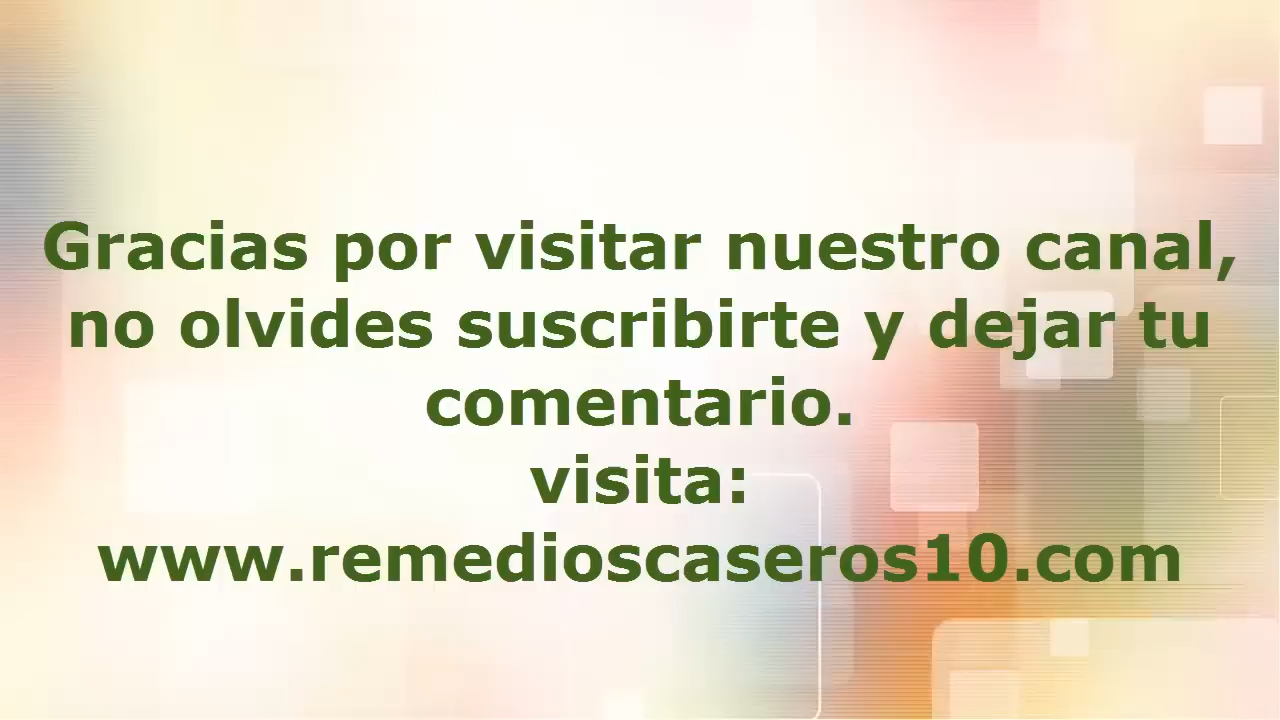 Gracias por visitar nuestro canal,
no olvides suscribirte y dejar tu
comentario.
visita:
www.remedioscaseros10.com